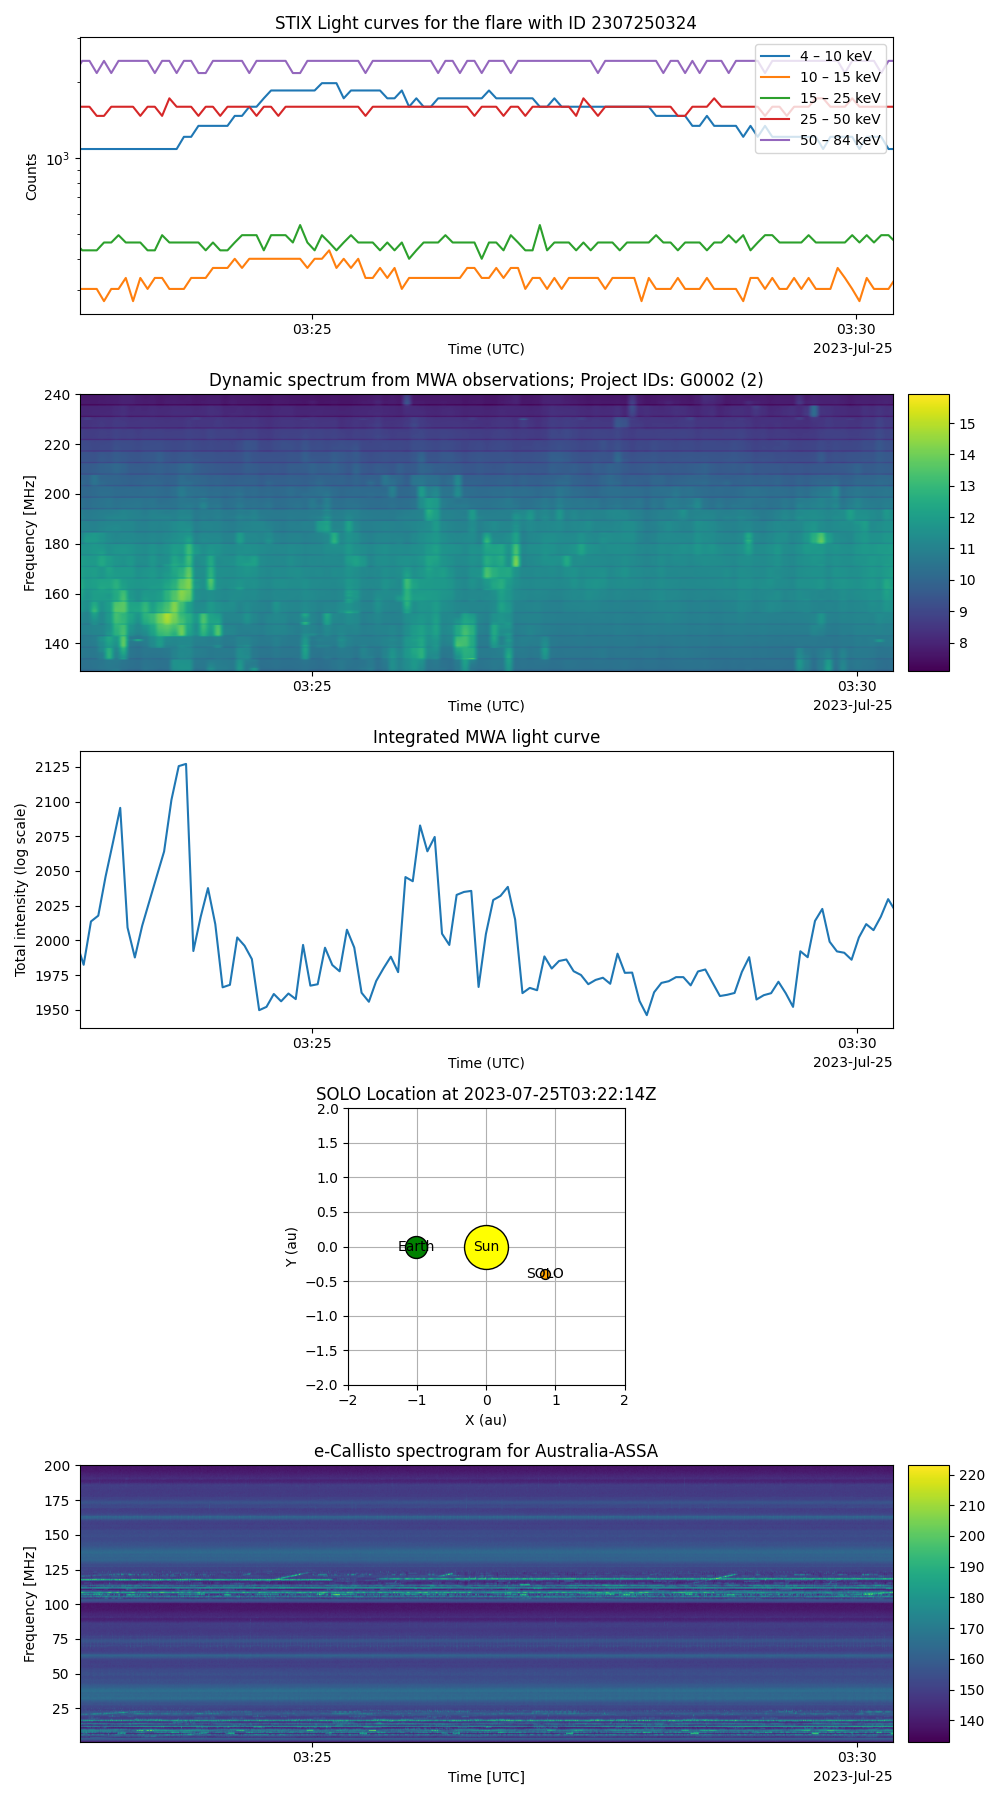 STIX Light curves for the flare with ID 2307250324
4 – 10 keV
10 – 15 keV
15 – 25 keV
25 – 50 keV
50 – 84 keV
10³
Counts
03:25
03:30
Time (UTC)
2023-Jul-25
Dynamic spectrum from MWA observations; Project IDs: G0002 (2)
240
220
200
180
160
140
Frequency [MHz]
15
14
13
12
11
10
9
8
03:25
03:30
Time (UTC)
2023-Jul-25
Integrated MWA light curve
2125
2100
2075
2050
2025
2000
1975
1950
Total intensity (log scale)
03:25
03:30
Time (UTC)
2023-Jul-25
SOLO Location at 2023-07-25T03:22:14Z
2.0
1.5
1.0
0.5
0.0
−0.5
−1.0
−1.5
−2.0
Y (au)
Earth
Sun
SOLO
−2
−1
0
1
2
X (au)
e-Callisto spectrogram for Australia-ASSA
200
175
150
125
100
75
50
25
Frequency [MHz]
220
210
200
190
180
170
160
150
140
03:25
03:30
Time [UTC]
2023-Jul-25